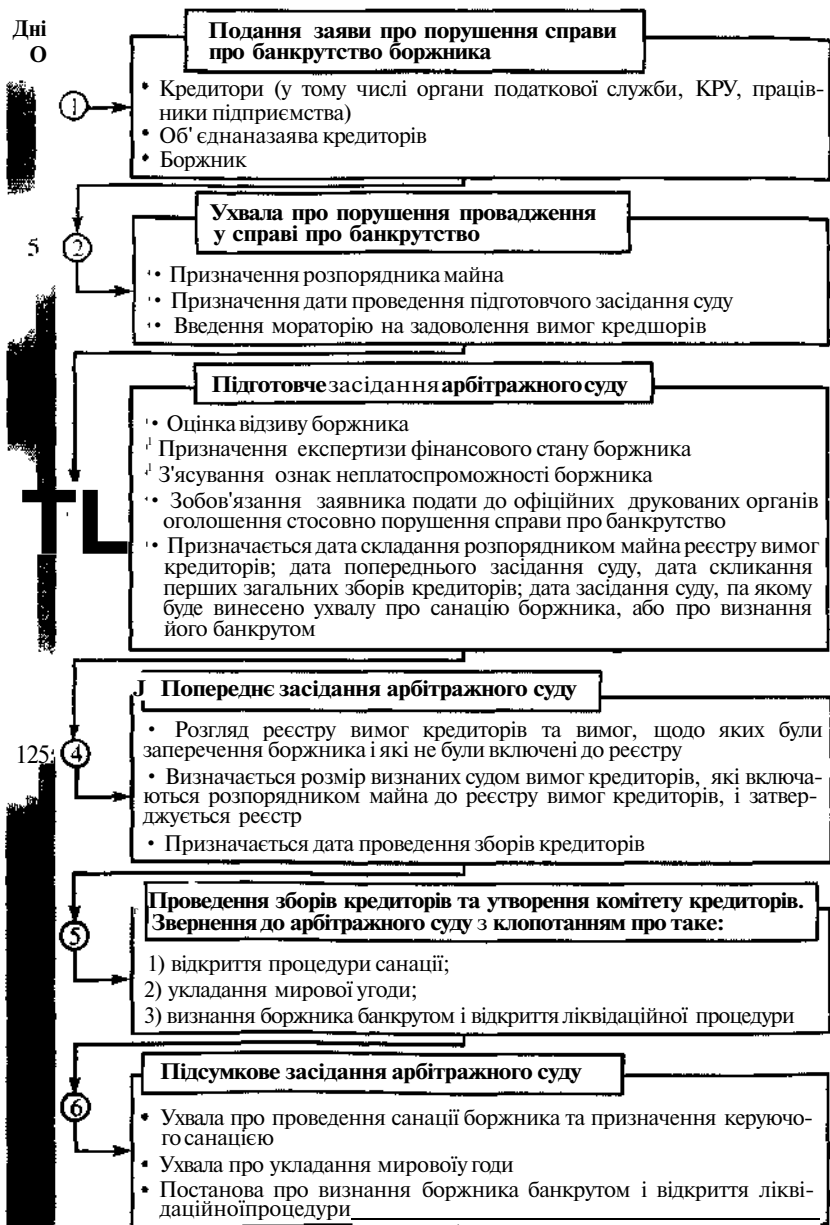 Дні
О
Подання заяви про порушення справи
про банкрутство боржника
1
• Кредитори (у тому числі органи податкової служби, КРУ, праців-
ники підприємства)
• Об' єднаназаява кредиторів
• Боржник
Ухвала про порушення провадження
у справі про банкрутство
5
2
• Призначення розпорядника майна
• Призначення дати проведення підготовчого засідання суду
• Введення мораторію на задоволення вимог кредшорів
Підготовче засідання арбітражного суду
• Оцінка відзиву боржника
Призначення експертизи фінансового стану боржника
З'ясування ознак неплатоспроможності боржника
• Зобов'язання заявника подати до офіційних друкованих органів
оголошення стосовно порушення справи про банкрутство
• Призначається дата складання розпорядником майна реєстру вимог
кредиторів; дата попереднього засідання суду, дата скликання
перших загальних зборів кредиторів; дата засідання суду, па якому
буде винесено ухвалу про санацію боржника, або про визнання
його банкрутом
J Попереднє засідання арбітражного суду
125
4
• Розгляд реєстру вимог кредиторів та вимог, щодо яких були
заперечення боржника і які не були включені до реєстру
• Визначається розмір визнаних судом вимог кредиторів, які включа-
ються розпорядником майна до реєстру вимог кредиторів, і затвер-
джується реєстр
• Призначається дата проведення зборів кредиторів
Проведення зборів кредиторів та утворення комітету кредиторів.
Звернення до арбітражного суду з клопотанням про таке:
5
1) відкриття процедури санації;
2) укладання мирової угоди;
3) визнання боржника банкрутом і відкриття ліквідаційної процедури
Підсумкове засідання арбітражного суду
6
• Ухвала про проведення санації боржника та призначення керуючо-
го санацією
• Ухвала про укладання мировоїугоди
• Постанова про визнання боржника банкрутом і відкриття лікві-
даційноїпроцедури